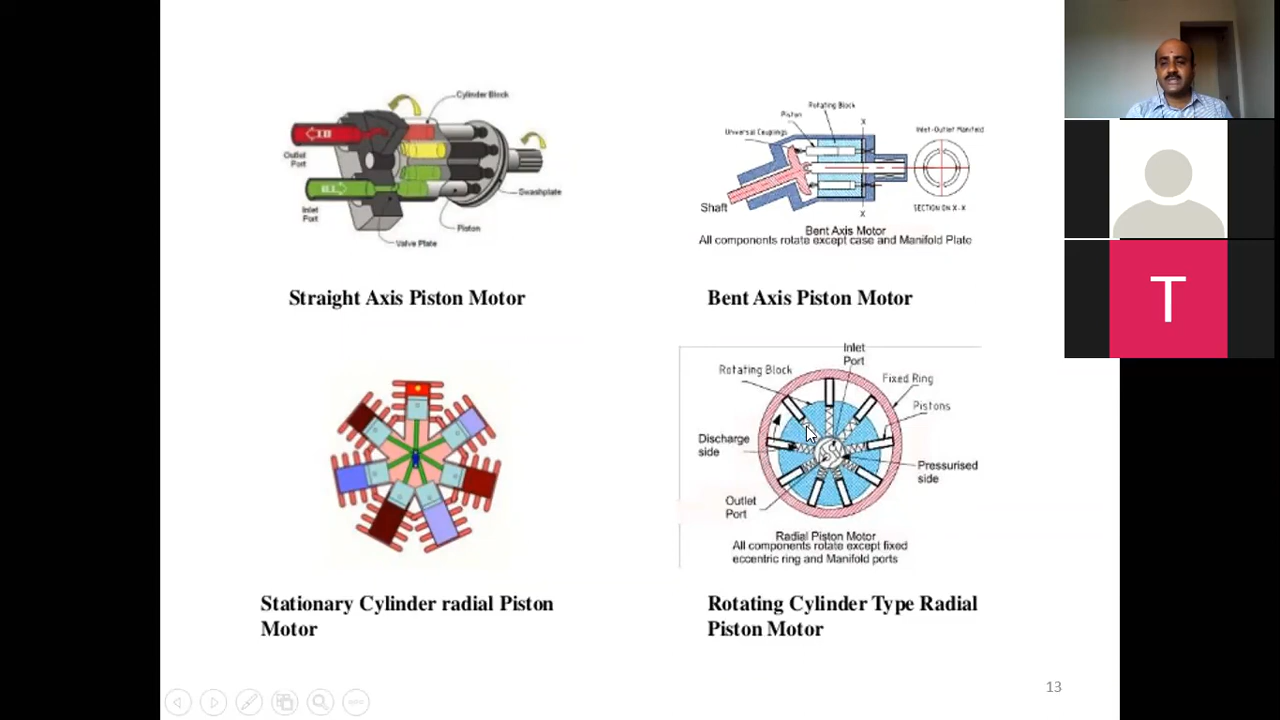 Cylinder Block
Outlet
Port
Inlet
Port
Swashplate
Piston
Valve Plate
Straight Axis Piston Motor
Rotating Block
Piston
Universal Couplings
X
Inlet-Outlet Manifold
Shaft
X
SECTION ON X-X
Bent Axis Motor
All components rotate except case and Manifold Plate
Bent Axis Piston Motor
Stationary Cylinder radial Piston
Motor
Inlet
Port
Rotating Block
Fixed Ring
Pistons
Discharge
side
Pressurised
side
Outlet
Port
Radial Piston Motor
All components rotate except fixed
eccentric ring and Manifold ports
Rotating Cylinder Type Radial
Piston Motor
13
T